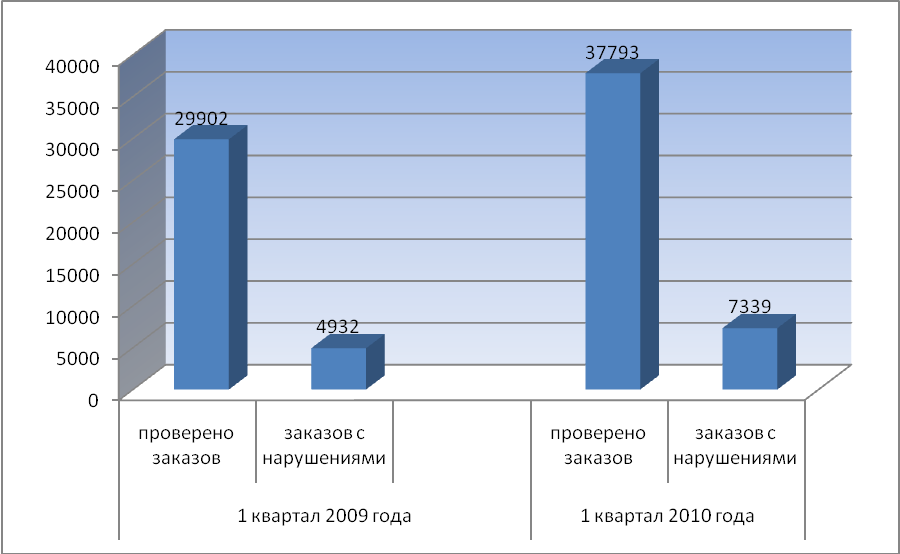 40000
35000
30000
25000
20000
15000
10000
5000
0
29902
4932
37793
7339
проверено
заказов
заказов с
нарушениями
проверено
заказов
заказов с
нарушениями
1 квартал 2009 года
1 квартал 2010 года